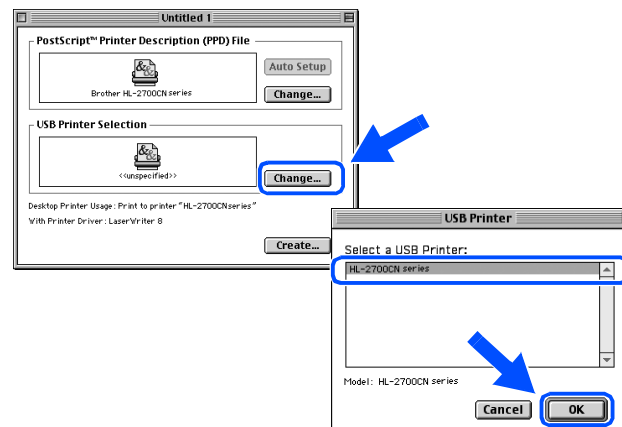 Untitled 1
PostScript™ Printer Description (PPD) File
Auto Setup
Brother HL-2700CN series
Change...
USB Printer Selection
<<unspecified>>
Change...
Desktop Printer Usage: Print to printer "HL-2700CNseries"
With Printer Driver: LaserWriter 8
Create...
USB Printer
Select a USB Printer:
HL-2700CN series
Model: HL-2700CN series
Cancel
OK